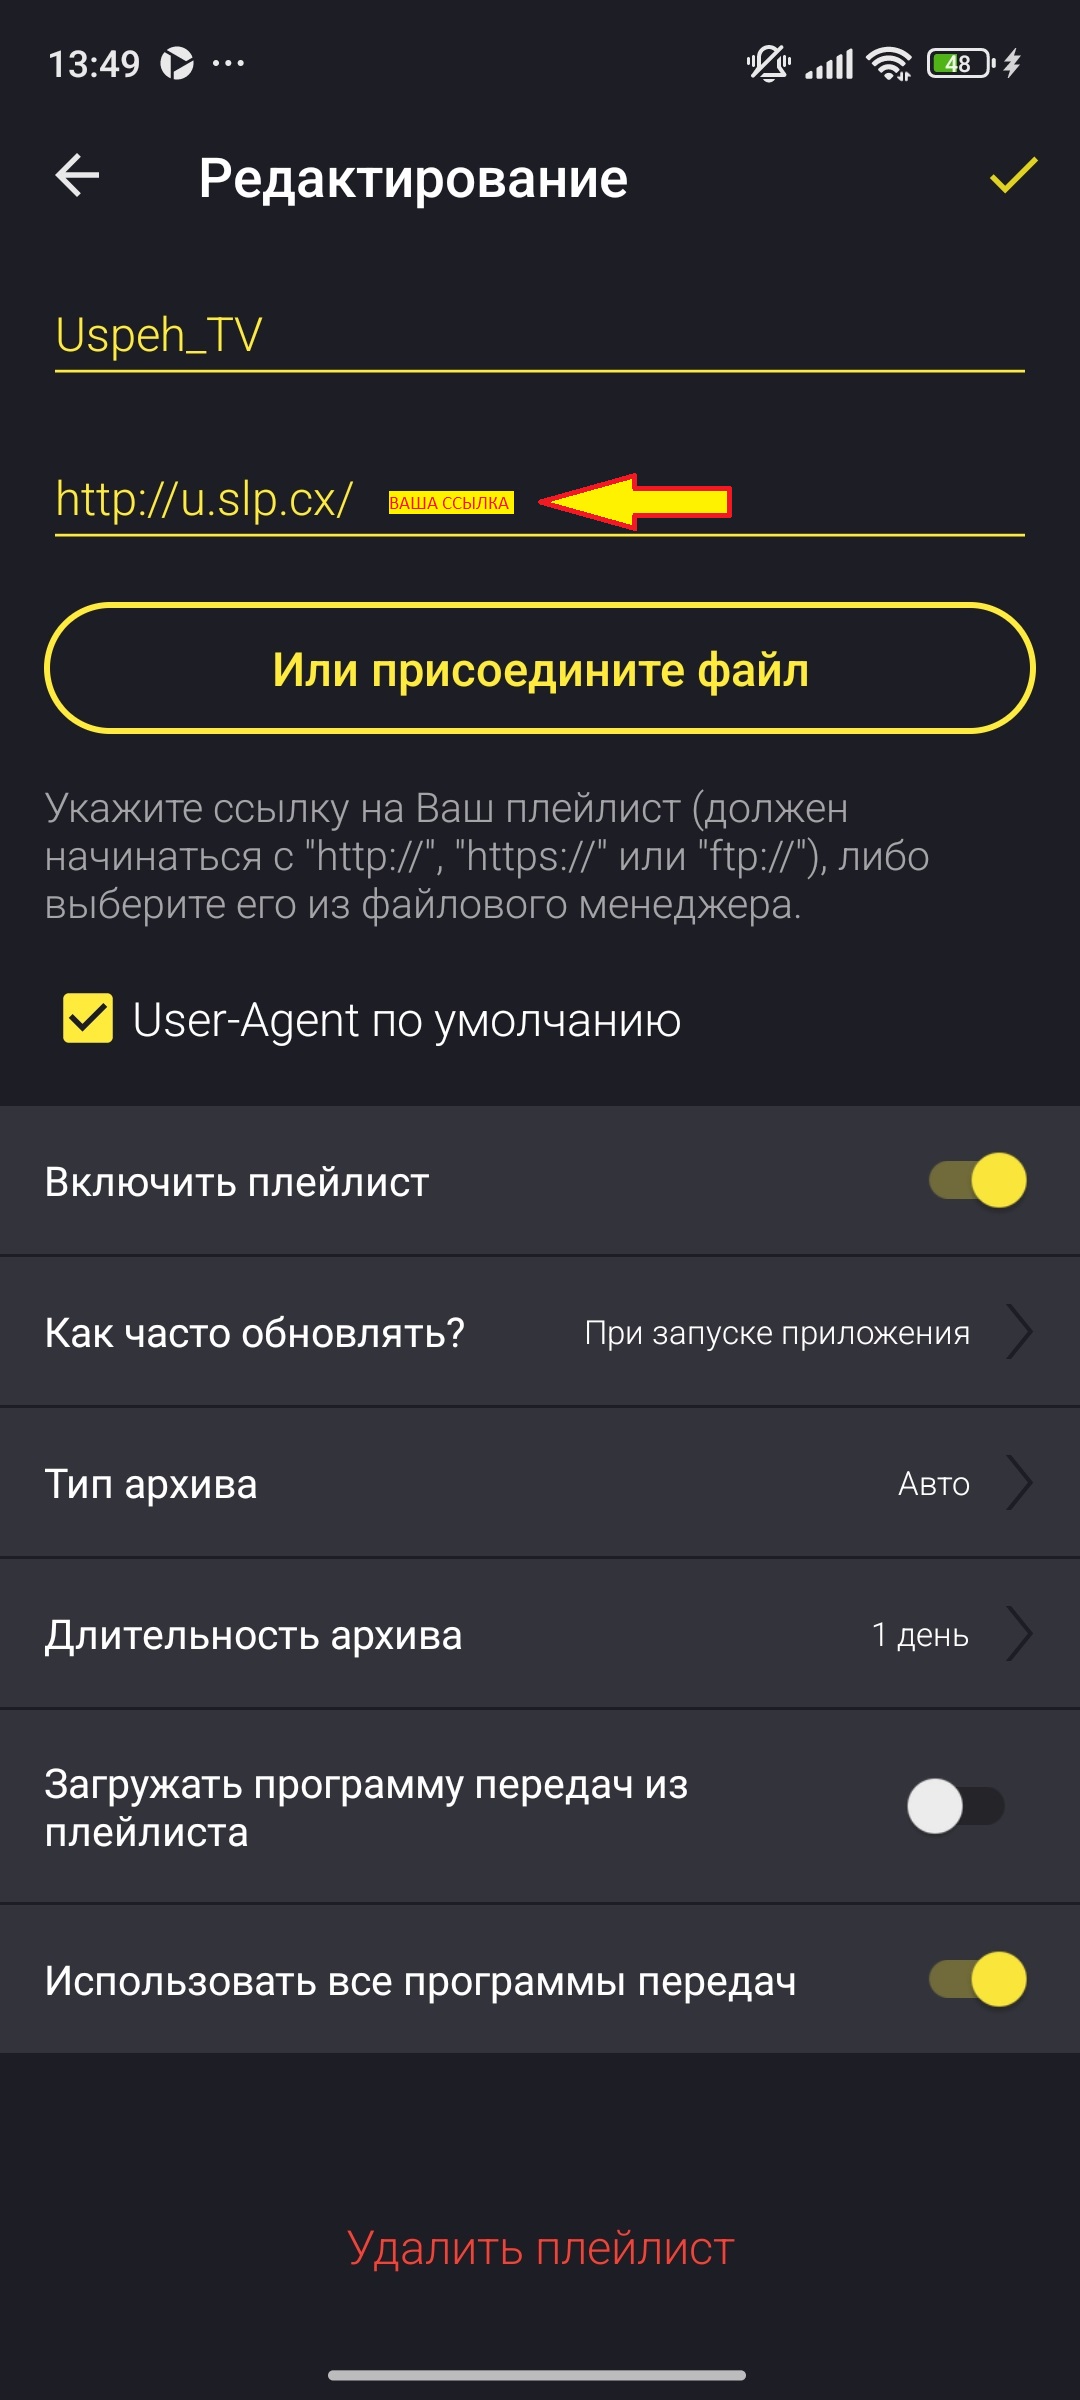 13:49
48
Редактирование
Uspeh_TV
http://u.slp.cx/ ВАША ССЫЛКА
Или присоедините файл
Укажите ссылку на Ваш плейлист (должен
начинаться с "http://", "https://" или "ftp://"), либо
выберите его из файлового менеджера.
User-Agent по умолчанию
Включить плейлист
Как часто обновлять? При запуске приложения
Тип архива Авто
Длительность архива 1 день
Загружать программу передач из
плейлиста
Использовать все программы передач
Удалить плейлист